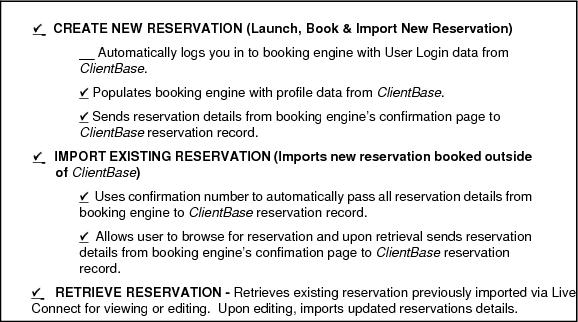 ✔ CREATE NEW RESERVATION (Launch, Book & Import New Reservation)
__ Automatically logs you in to booking engine with User Login data from
ClientBase.
✔ Populates booking engine with profile data from ClientBase.
✔ Sends reservation details from booking engine's confirmation page to
ClientBase reservation record.
✔ IMPORT EXISTING RESERVATION (Imports new reservation booked outside
of ClientBase)
✔ Uses confirmation number to automatically pass all reservation details from
booking engine to ClientBase reservation record.
✔ Allows user to browse for reservation and upon retrieval sends reservation
details from booking engine's confimation page to ClientBase reservation
record.
✔ RETRIEVE RESERVATION - Retrieves existing reservation previously imported via Live
Connect for viewing or editing. Upon editing, imports updated reservations details.